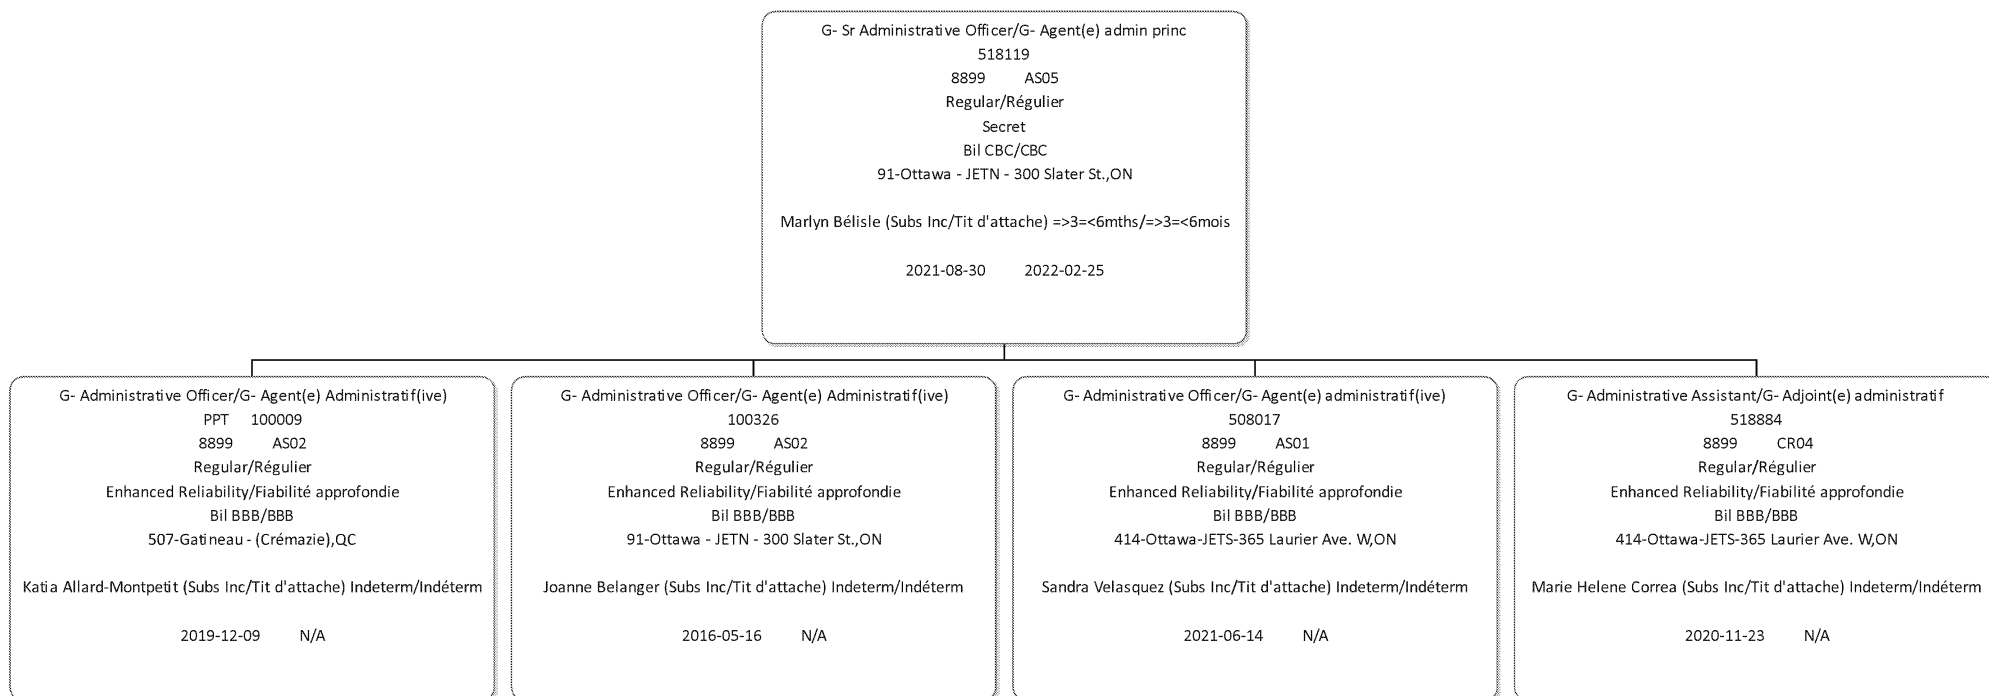 G- Sr Administrative Officer/G- Agent(e) admin princ
518119
8899 AS05
Regular/Régulier
Secret
Bil CBC/CBC
91-Ottawa - JETN - 300 Slater St.,ON
Marlyn Bélisle (Subs Inc/Tit d'attache) =>3=<6mths/=>3=<6mois
2021-08-30 2022-02-25
G- Administrative Officer/G- Agent(e) Administratif(ive)
PPT 100009
8899 AS02
Regular/Régulier
Enhanced Reliability/Fiabilité approfondie
Bil BBB/BBB
507-Gatineau - (Crémazie),QC
Katia Allard-Montpetit (Subs Inc/Tit d'attache) Indeterm/Indéterm
2019-12-09 N/A
G- Administrative Officer/G- Agent(e) Administratif(ive)
100326
8899 AS02
Regular/Régulier
Enhanced Reliability/Fiabilité approfondie
Bil BBB/BBB
91-Ottawa - JETN - 300 Slater St.,ON
Joanne Belanger (Subs Inc/Tit d'attache) Indeterm/Indéterm
2016-05-16 N/A
G- Administrative Officer/G- Agent(e) administratif(ive)
508017
8899 AS01
Regular/Régulier
Enhanced Reliability/Fiabilité approfondie
Bil BBB/BBB
414-Ottawa-JETS-365 Laurier Ave. W,ON
Sandra Velasquez (Subs Inc/Tit d'attache) Indeterm/Indéterm
2021-06-14 N/A
G- Administrative Assistant/G- Adjoint(e) administratif
518884
8899 CR04
Regular/Régulier
Enhanced Reliability/Fiabilité approfondie
Bil BBB/BBB
414-Ottawa-JETS-365 Laurier Ave. W,ON
Marie Helene Correa (Subs Inc/Tit d'attache) Indeterm/Indéterm
2020-11-23 N/A